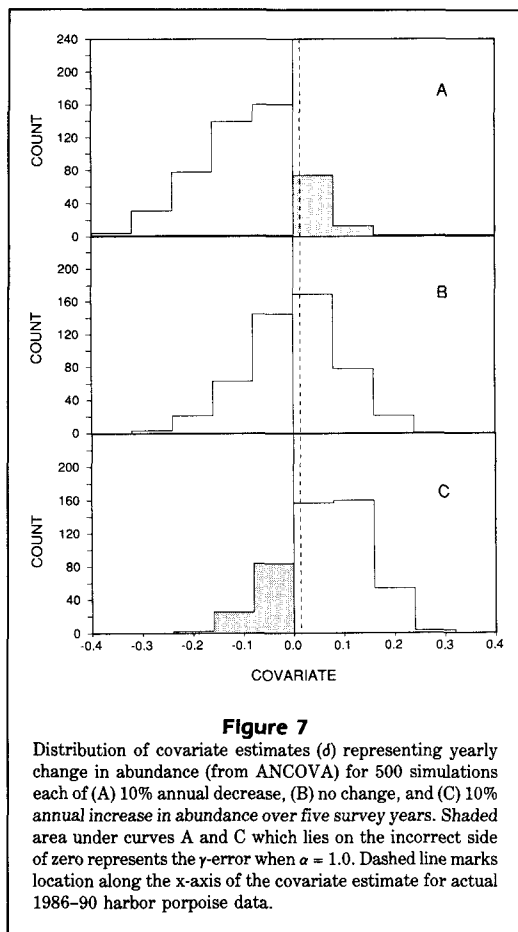 240
200
160
120
80
40
0
COUNT
A
200
160
120
80
40
0
COUNT
B
200
160
120
80
40
0
COUNT
C
-0.4 -0.3 -0.2 -0.1 0.0 0.1 0.2 0.3 0.4
COVARIATE
Figure 7
Distribution of covariate estimates (d) representing yearly
change in abundance (from ANCOVA) for 500 simulations
each of (A) 10% annual decrease, (B) no change, and (C) 10%
annual increase in abundance over five survey years. Shaded
area under curves A and C which lies on the incorrect side
of zero represents the γ-error when α = 1.0. Dashed line marks
location along the x-axis of the covariate estimate for actual
1986–90 harbor porpoise data.